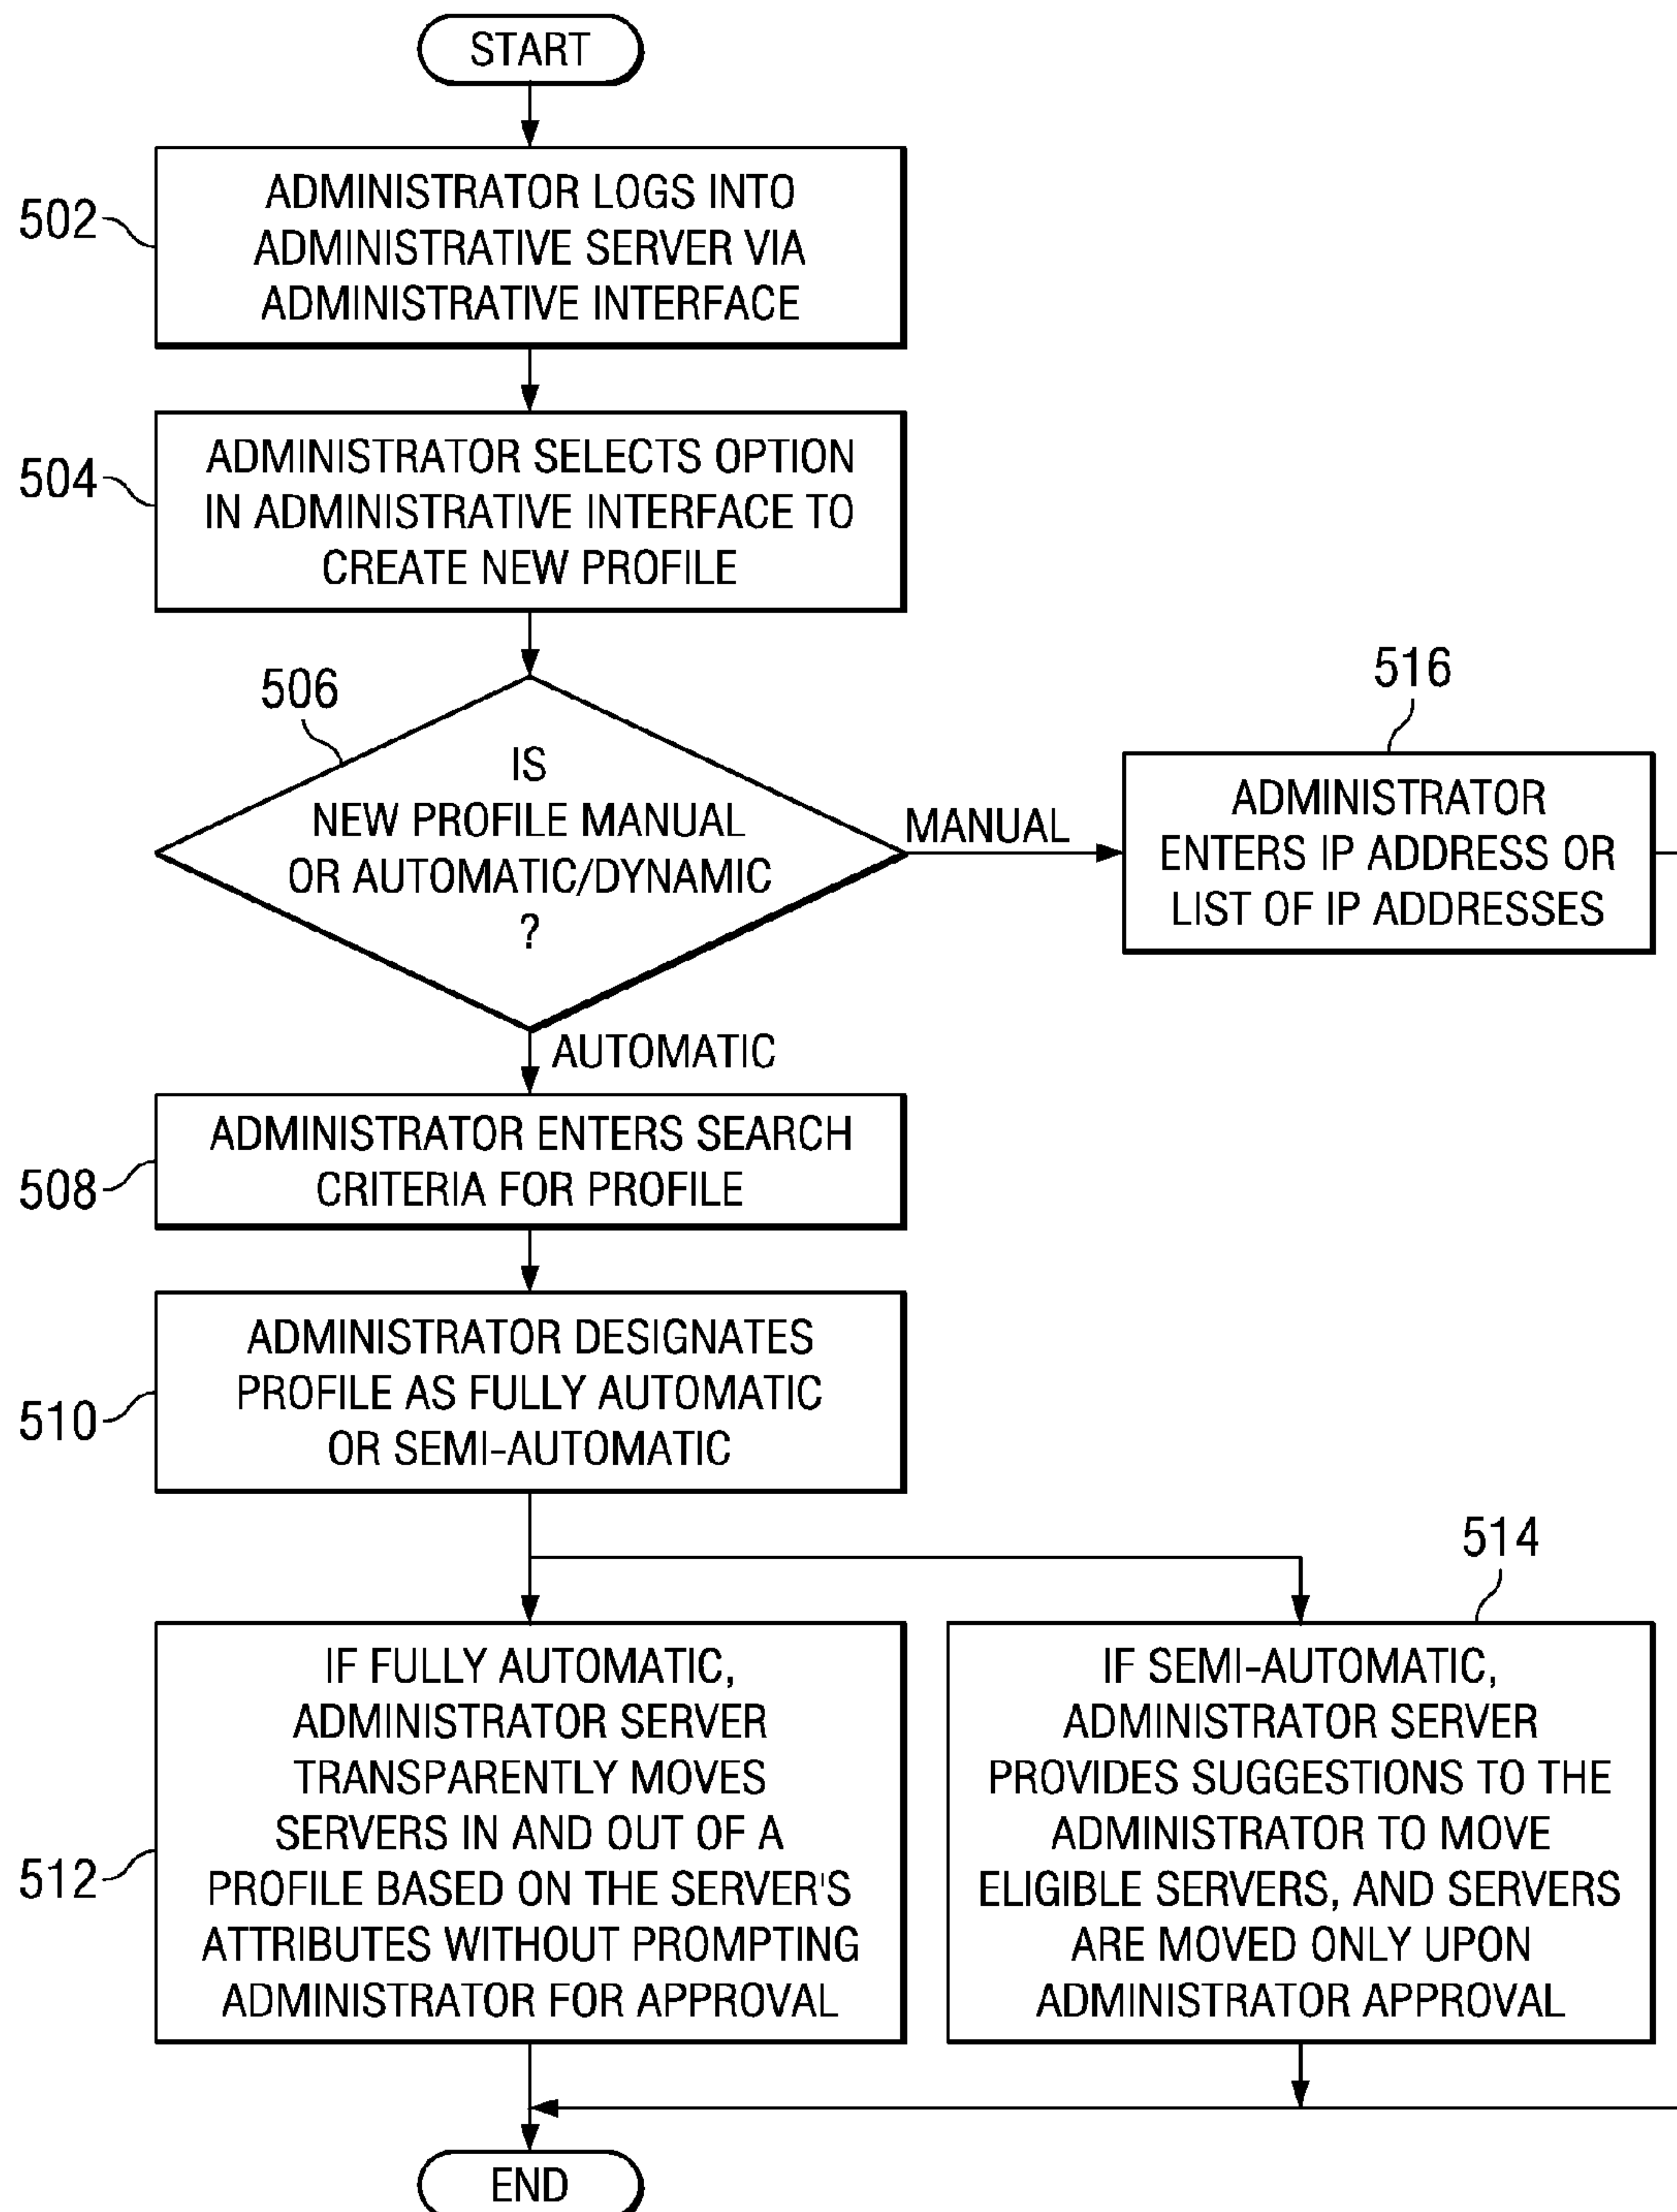 START
502
ADMINISTRATOR LOGS INTO
ADMINISTRATIVE SERVER VIA
ADMINISTRATIVE INTERFACE
504
ADMINISTRATOR SELECTS OPTION
IN ADMINISTRATIVE INTERFACE TO
CREATE NEW PROFILE
506
IS
NEW PROFILE MANUAL
OR AUTOMATIC/DYNAMIC
?
MANUAL
516
ADMINISTRATOR
ENTERS IP ADDRESS OR
LIST OF IP ADDRESSES
AUTOMATIC
508
ADMINISTRATOR ENTERS SEARCH
CRITERIA FOR PROFILE
510
ADMINISTRATOR DESIGNATES
PROFILE AS FULLY AUTOMATIC
OR SEMI-AUTOMATIC
512
IF FULLY AUTOMATIC,
ADMINISTRATOR SERVER
TRANSPARENTLY MOVES
SERVERS IN AND OUT OF A
PROFILE BASED ON THE SERVER'S
ATTRIBUTES WITHOUT PROMPTING
ADMINISTRATOR FOR APPROVAL
514
IF SEMI-AUTOMATIC,
ADMINISTRATOR SERVER
PROVIDES SUGGESTIONS TO THE
ADMINISTRATOR TO MOVE
ELIGIBLE SERVERS, AND SERVERS
ARE MOVED ONLY UPON
ADMINISTRATOR APPROVAL
END